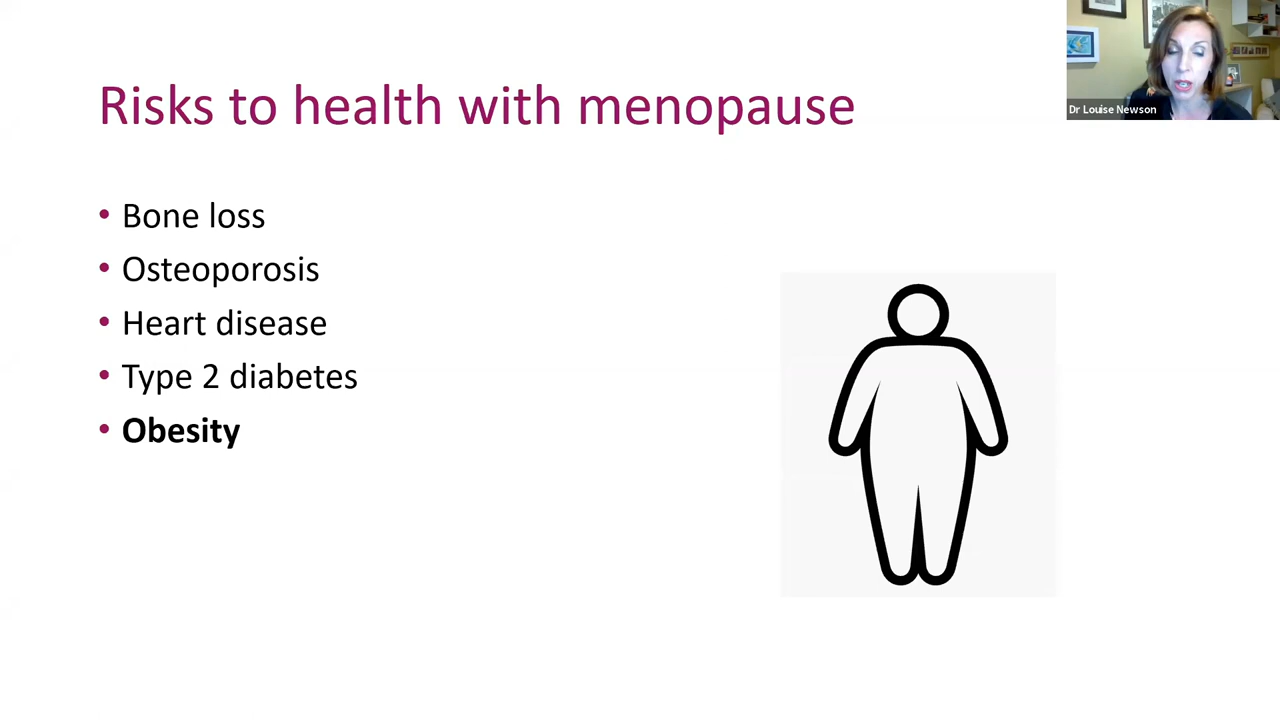 Risks to health with menopause
Dr Louise Newson
• Bone loss
• Osteoporosis
• Heart disease
• Type 2 diabetes
• Obesity